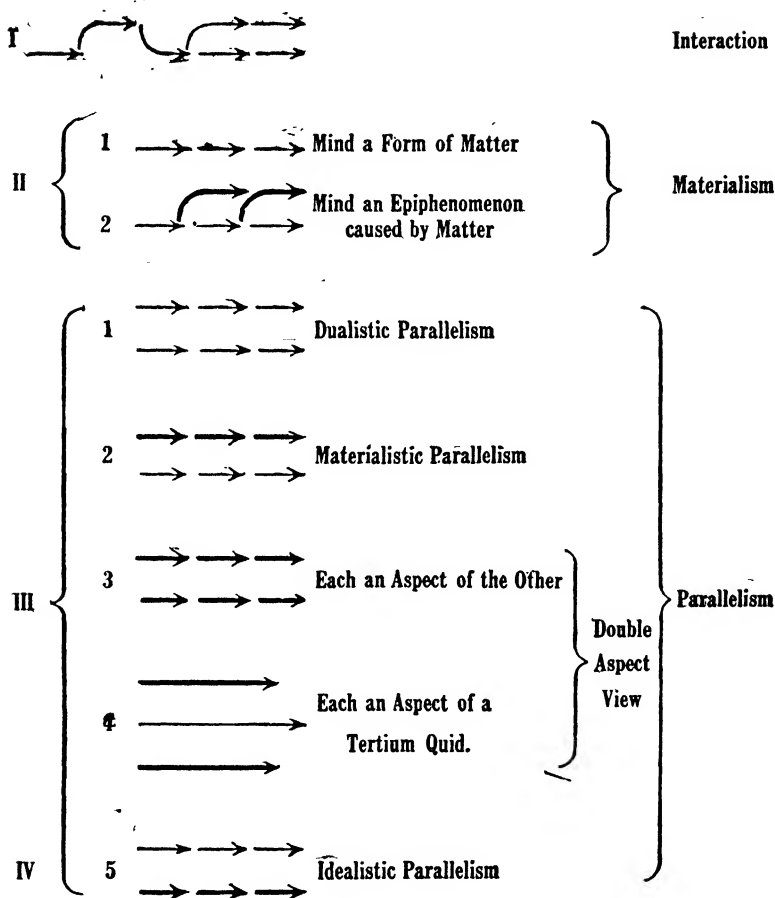 I Interaction
1 Mind a Form of Matter
II Materialism
2 Mind an Epiphenomenon
caused by Matter
1 Dualistic Parallelism
2 Materialistic Parallelism
3 Each an Aspect of the Other
III Parallelism
Double
Aspect
View
4 Each an Aspect of a
Tertium Quid.
IV 5 Idealistic Parallelism